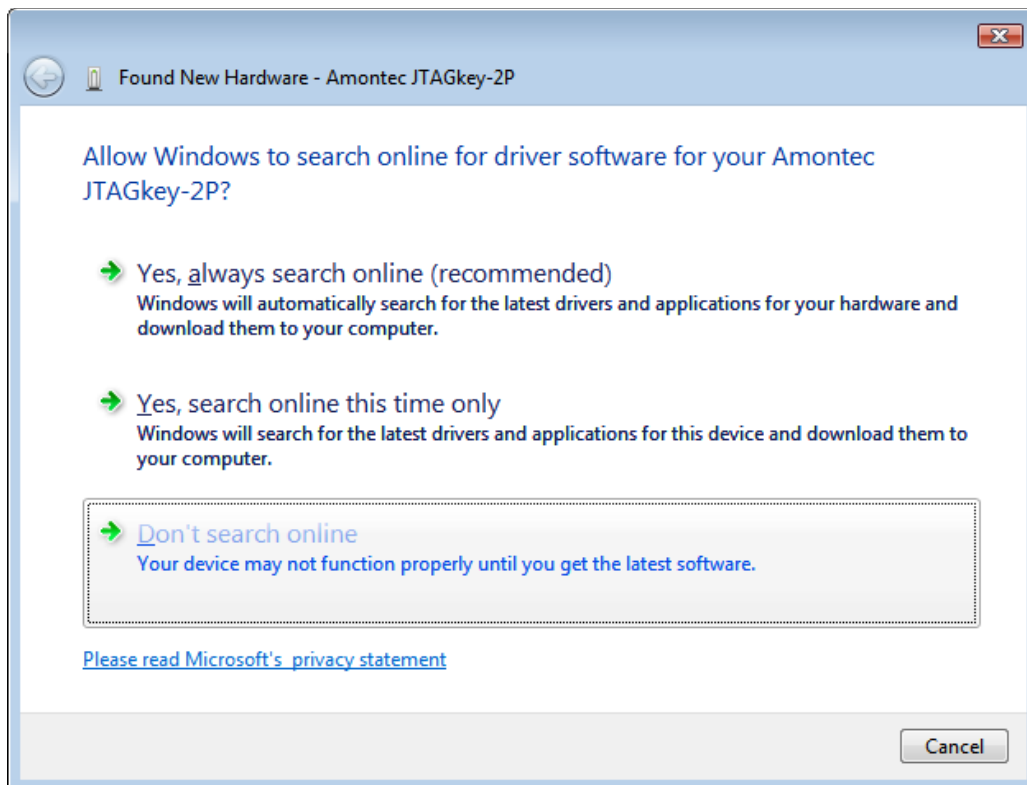 Found New Hardware - Amontec JTAGkey-2P
Allow Windows to search online for driver software for your Amontec
JTAGkey-2P?
Yes, always search online (recommended)
Windows will automatically search for the latest drivers and applications for your hardware and
download them to your computer.
Yes, search online this time only
Windows will search for the latest drivers and applications for this device and download them to
your computer.
Don't search online
Your device may not function properly until you get the latest software.
Please read Microsoft's privacy statement
Cancel